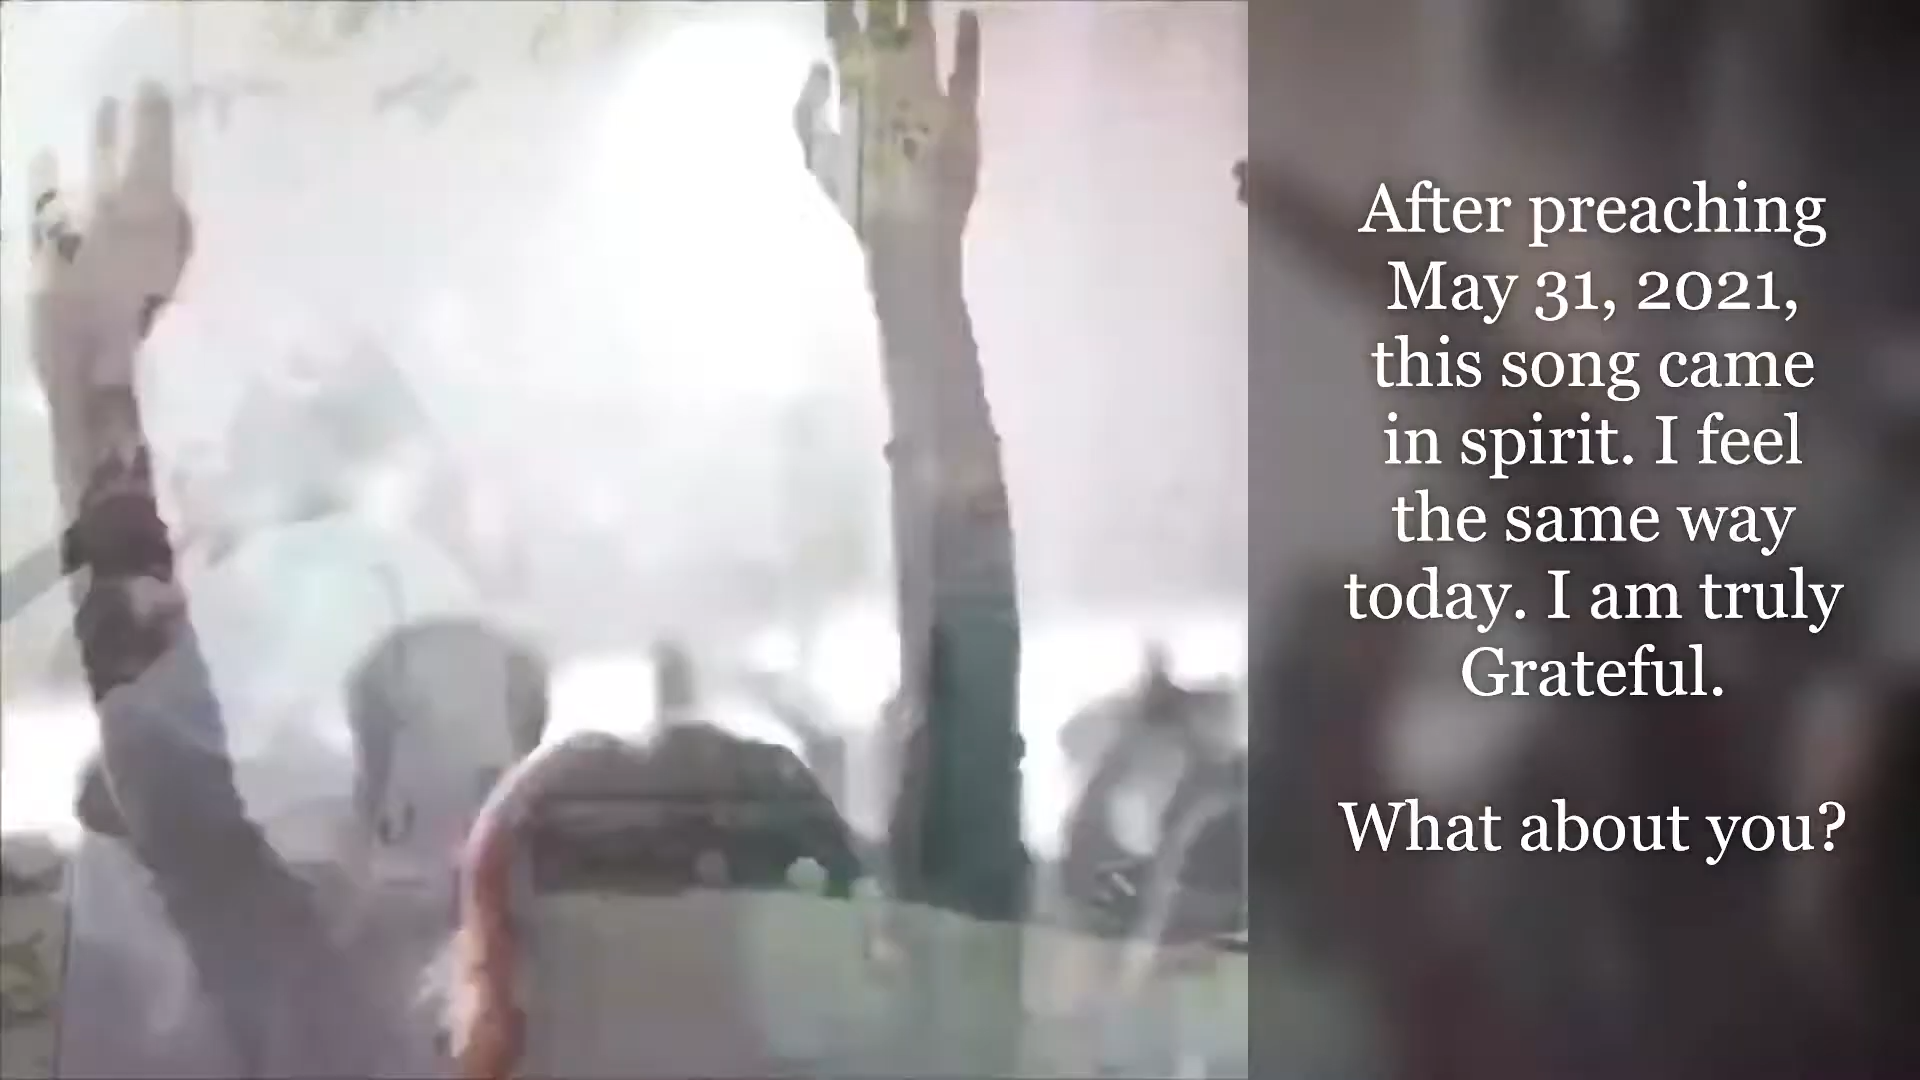 After preaching
May 31, 2021,
this song came
in spirit. I feel
the same way
today. I am truly
Grateful.
What about you?